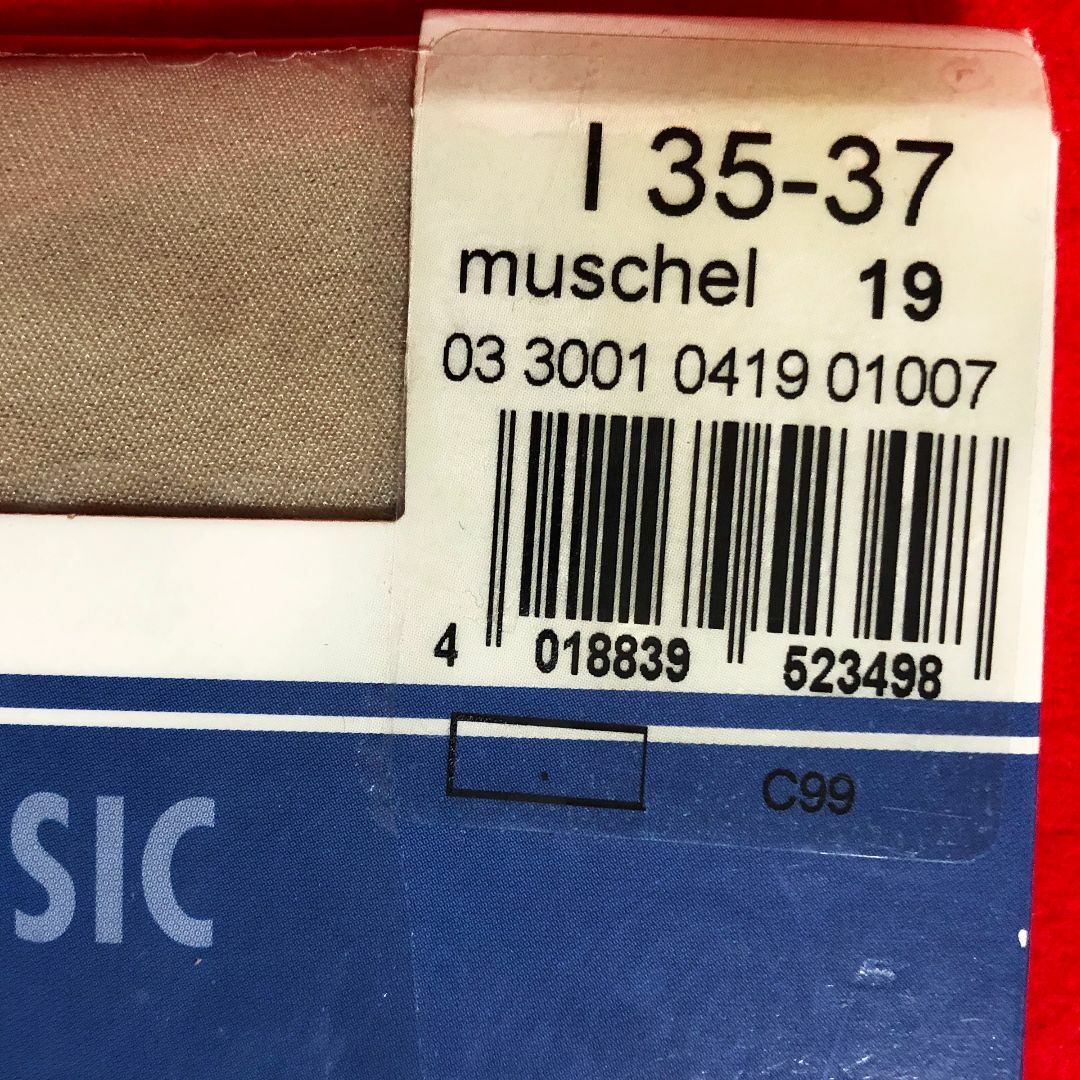 I 35-37
muschel 19
03 3001 0419 01007
4 018839 523498
C99
SIC